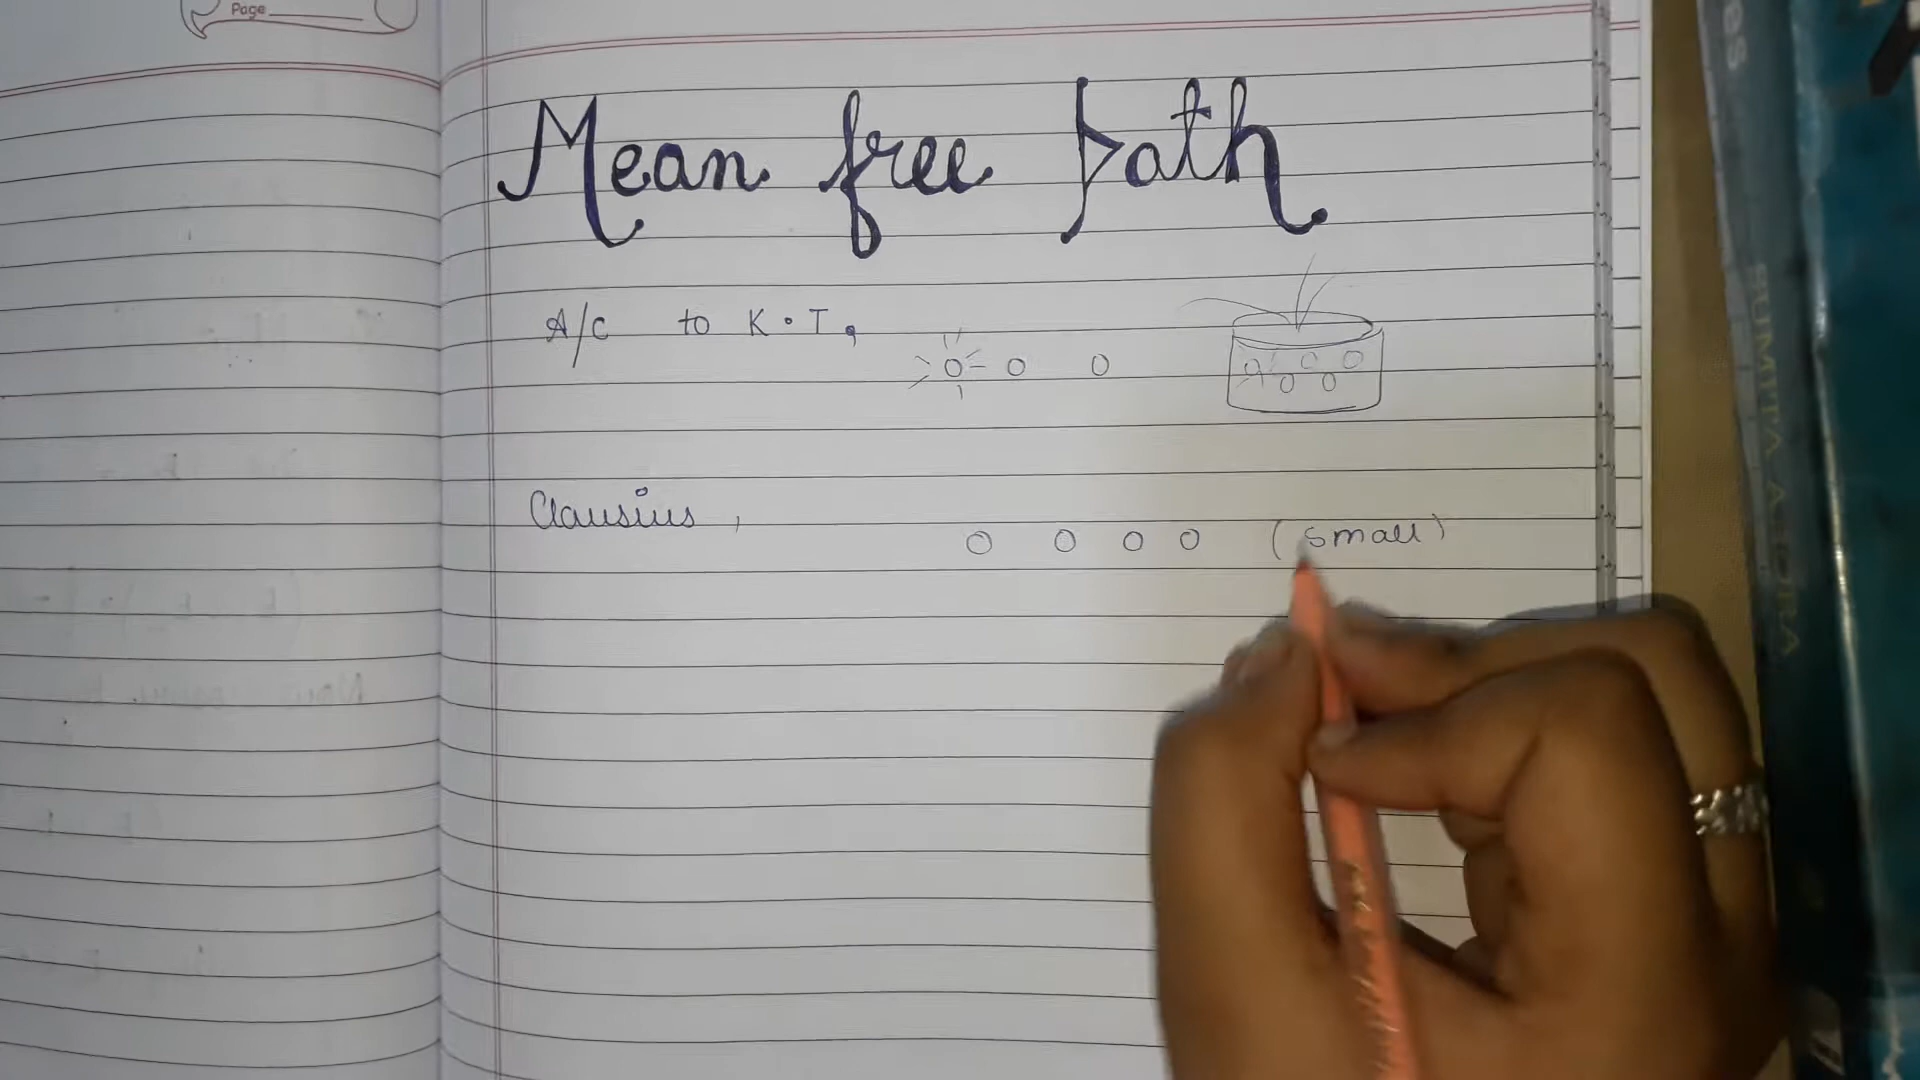 Page
Mean free path
A/C to K.T,
Clausius,
(small)